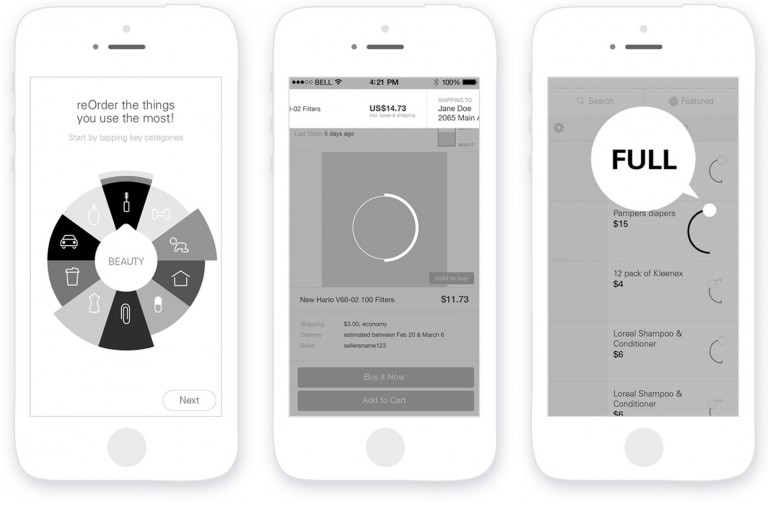 reOrder the things
you use the most!
Start by tapping key categories
BEAUTY
Next
BELL 4:21 PM 100%
-02 Filters US$14.73 SHIPPING TO
incl. taxes & shipping Jane Doe
2065 Main
Last Order 5 days ago
NEED IT
Hold to buy
New Hario V60-02 100 Filters $11.73
Shipping $3.00, economy
Delivery estimated between Feb 20 & March 6
Seller sellersname123
Buy it Now
Add to Cart
Search Featured
FULL
Pampers diapers
$15
12 pack of Kleenex
$4
Loreal Shampoo &
Conditioner
$6
Loreal Shampoo &
Conditioner
$6